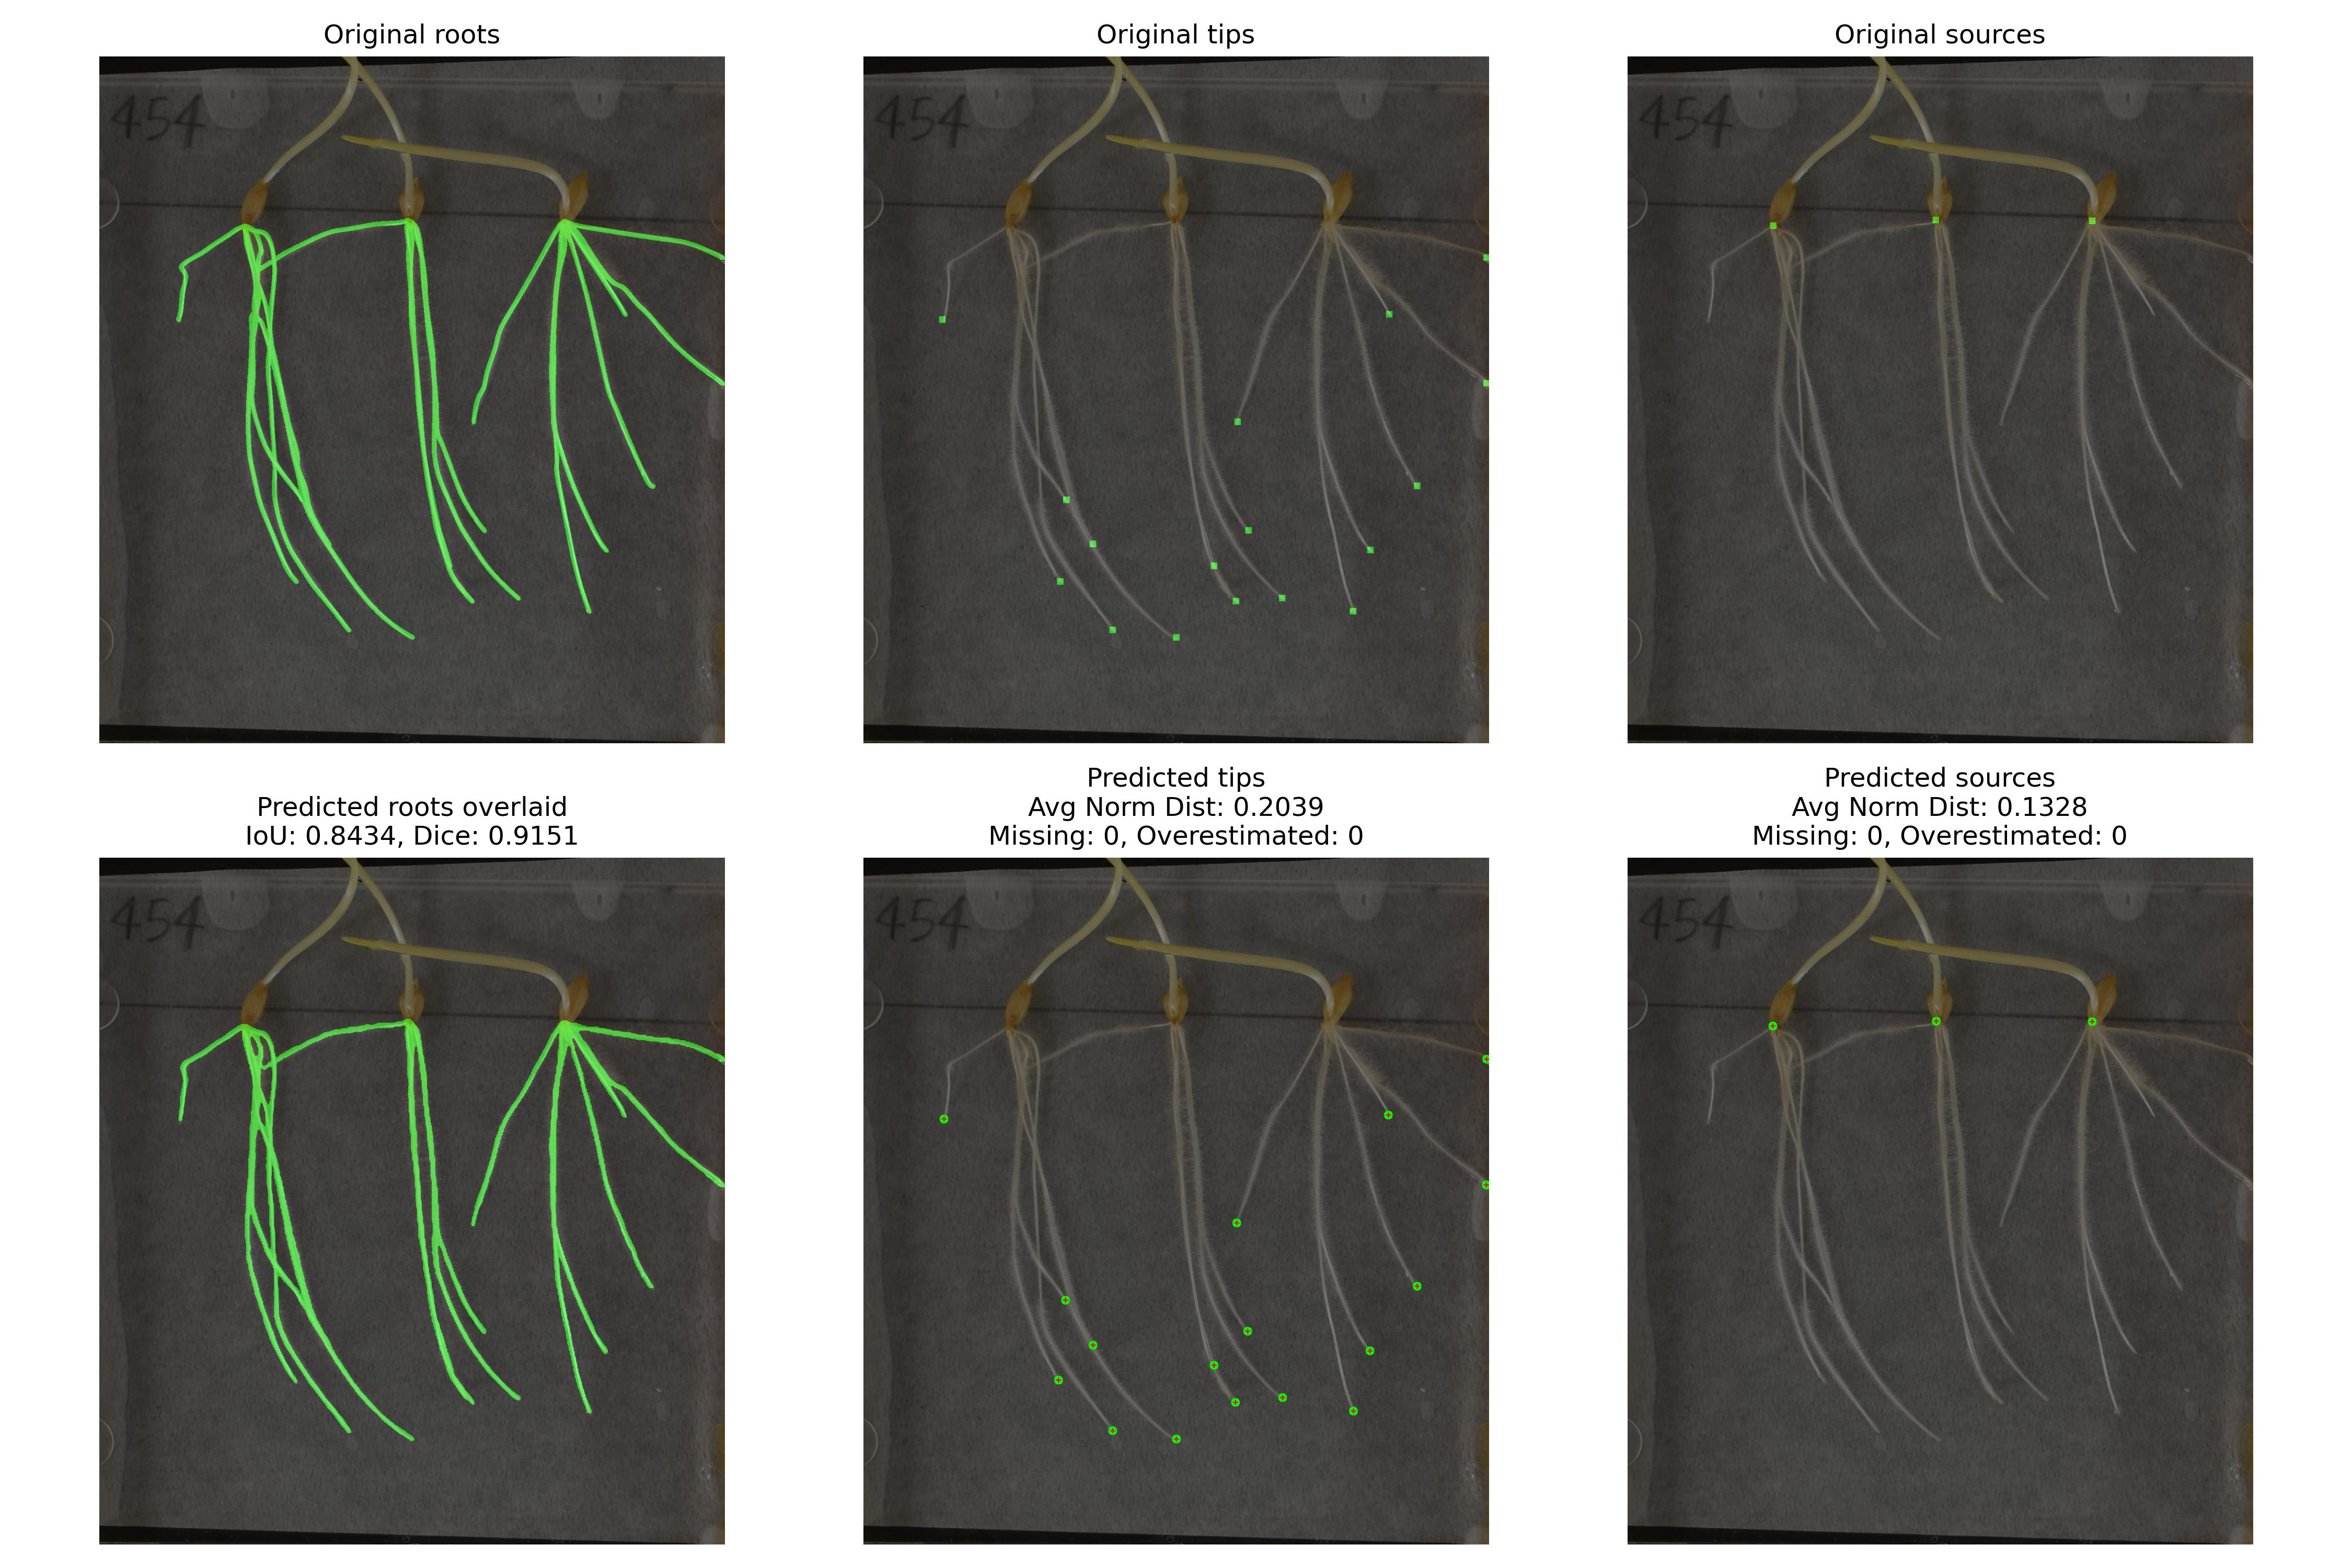 Original roots
454
Original tips
454
Original sources
454
Predicted roots overlaid
IoU: 0.8434, Dice: 0.9151
454
Predicted tips
Avg Norm Dist: 0.2039
Missing: 0, Overestimated: 0
454
Predicted sources
Avg Norm Dist: 0.1328
Missing: 0, Overestimated: 0
454